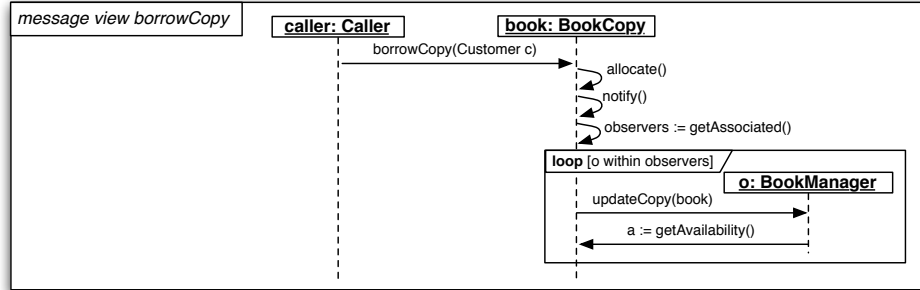 message view borrowCopy
caller: Caller
book: BookCopy
borrowCopy(Customer c)
allocate()
notify()
observers := getAssociated()
loop [o within observers]
o: BookManager
updateCopy(book)
a := getAvailability()